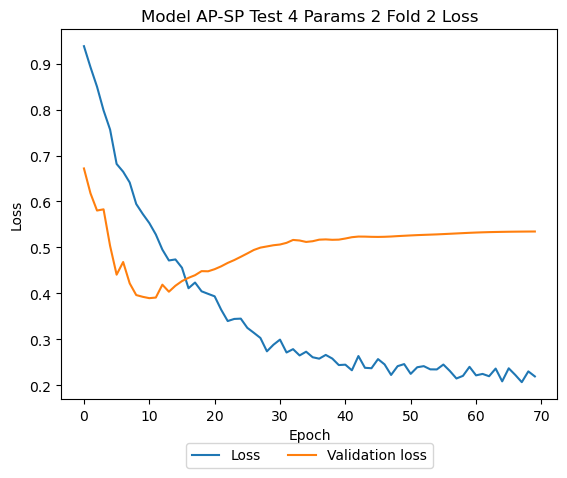 Model AP-SP Test 4 Params 2 Fold 2 Loss
Loss
0.9
0.8
0.7
0.6
0.5
0.4
0.3
0.2
0 10 20 30 40 50 60 70
Epoch
Loss Validation loss